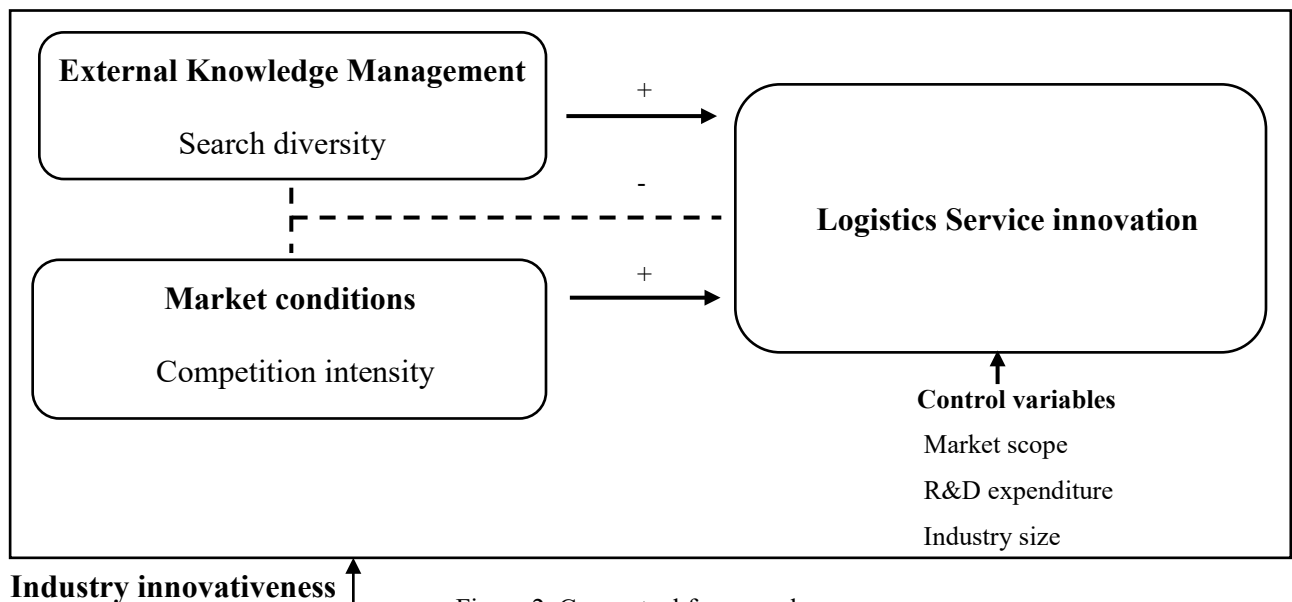 External Knowledge Management
+
Search diversity
-
Logistics Service innovation
+
Market conditions
Competition intensity
Control variables
Market scope
R&D expenditure
Industry size
Industry innovativeness
Figure 2. Conceptual framework